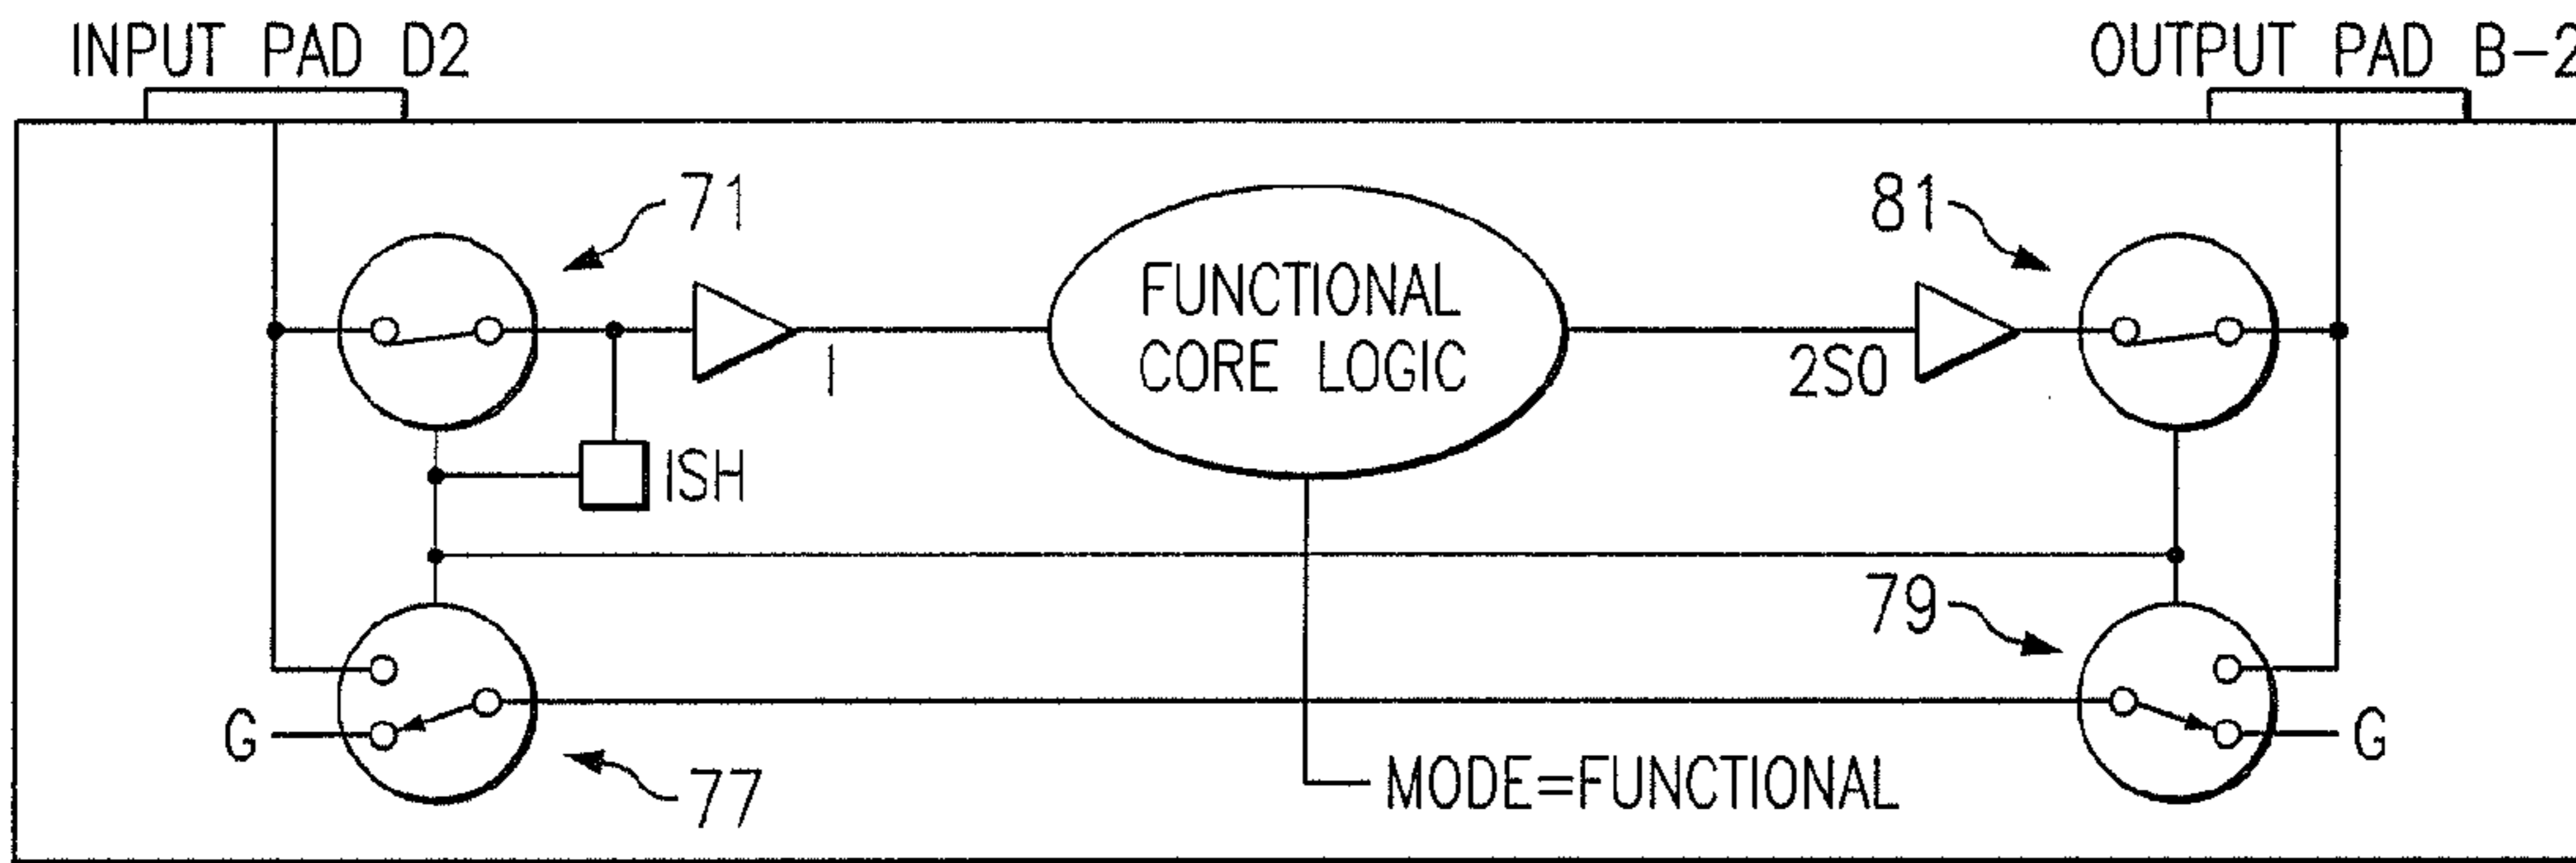 INPUT PAD D2
OUTPUT PAD B-2
71
81
FUNCTIONAL
CORE LOGIC
I
2SO
ISH
79
G
G
77
MODE=FUNCTIONAL